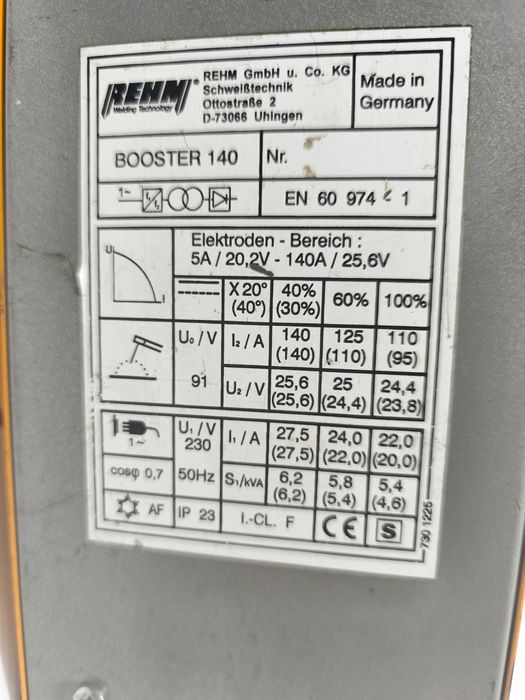 REHM®
Welding Technology
REHM GmbH u. Co. KG
Schweißtechnik
Ottostraße 2
D-73066 Uhingen
Made in
Germany
BOOSTER 140
Nr.
1~ f₁/f₂
EN 60 974 - 1
U
I
Elektroden - Bereich :
5A / 20,2V - 140A / 25,6V
X 20° 40% 60% 100%
(40°) (30%)
U₀ / V I₂ / A 140 125 110
(140) (110) (95)
91 U₂ / V 25,6 25 24,4
(25,6) (24,4) (23,8)
1~ U₁ / V I₁ / A 27,5 24,0 22,0
230 (27,5) (22,0) (20,0)
cosφ 0,7 50Hz S₁/kVA 6,2 5,8 5,4
(6,2) (5,4) (4,6)
AF IP 23 I.-CL. F CE S
730 1225